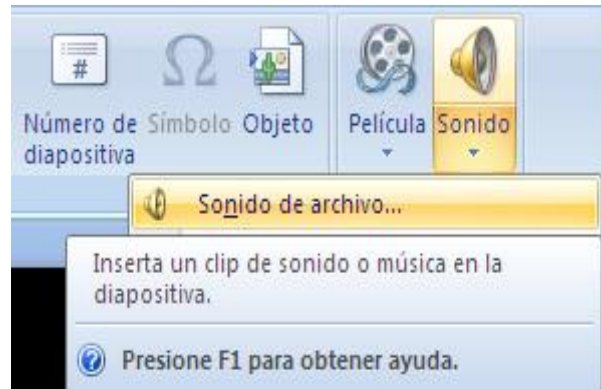 #
Número de diapositiva
Ω
Símbolo
Objeto
Película
Sonido
Sonido de archivo...
Inserta un clip de sonido o música en la
diapositiva.
Presione F1 para obtener ayuda.